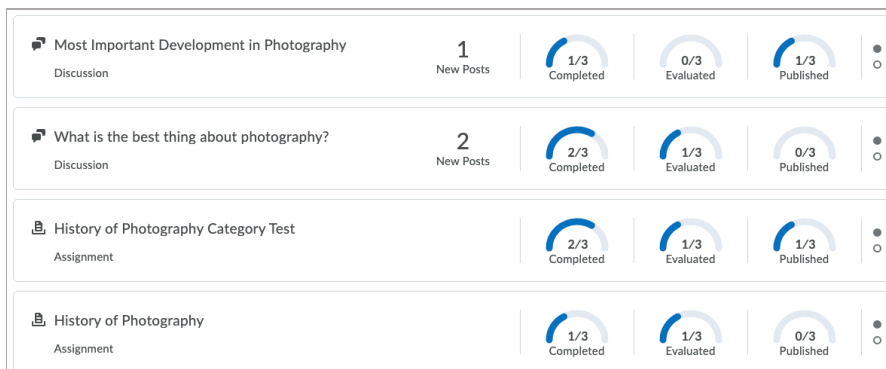 Most Important Development in Photography
Discussion
1
New Posts
1/3
Completed
0/3
Evaluated
1/3
Published
What is the best thing about photography?
Discussion
2
New Posts
2/3
Completed
1/3
Evaluated
0/3
Published
History of Photography Category Test
Assignment
2/3
Completed
1/3
Evaluated
1/3
Published
History of Photography
Assignment
1/3
Completed
1/3
Evaluated
0/3
Published